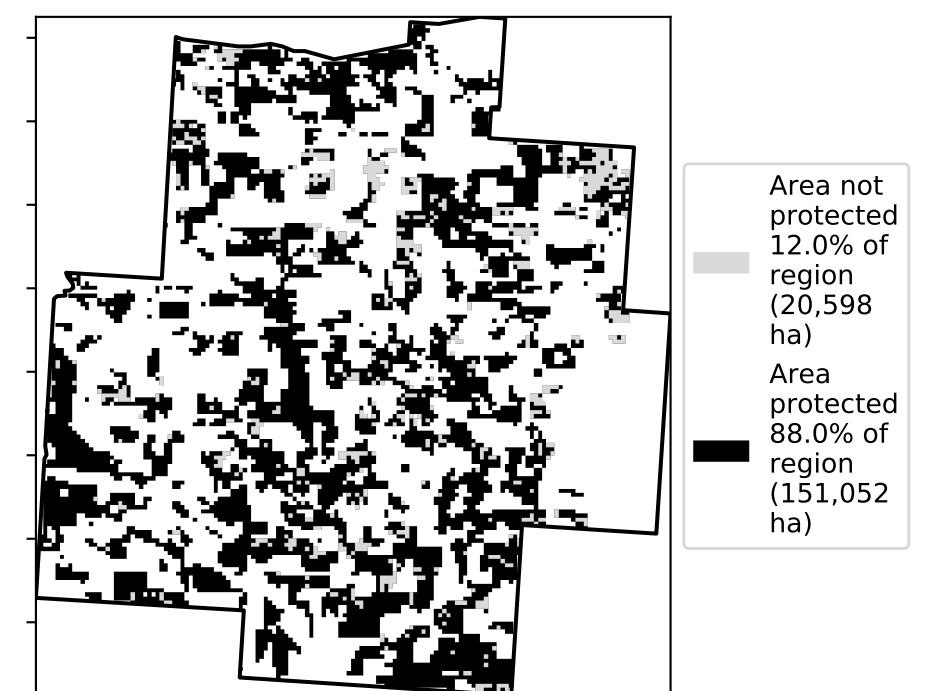 Area not
protected
12.0% of
region
(20,598
ha)
Area
protected
88.0% of
region
(151,052
ha)